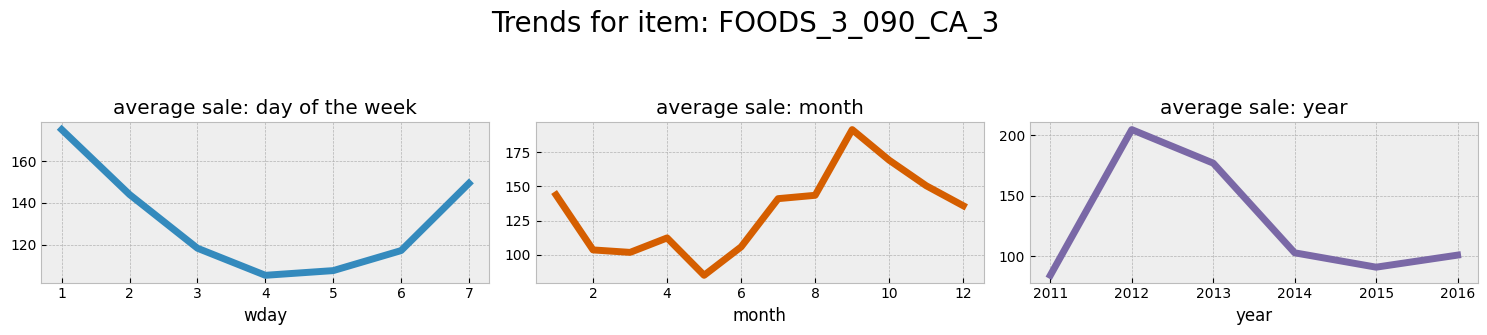 Trends for item: FOODS_3_090_CA_3
average sale: day of the week
160
140
120
1 2 3 4 5 6 7
wday
average sale: month
175
150
125
100
2 4 6 8 10 12
month
average sale: year
200
150
100
2011 2012 2013 2014 2015 2016
year